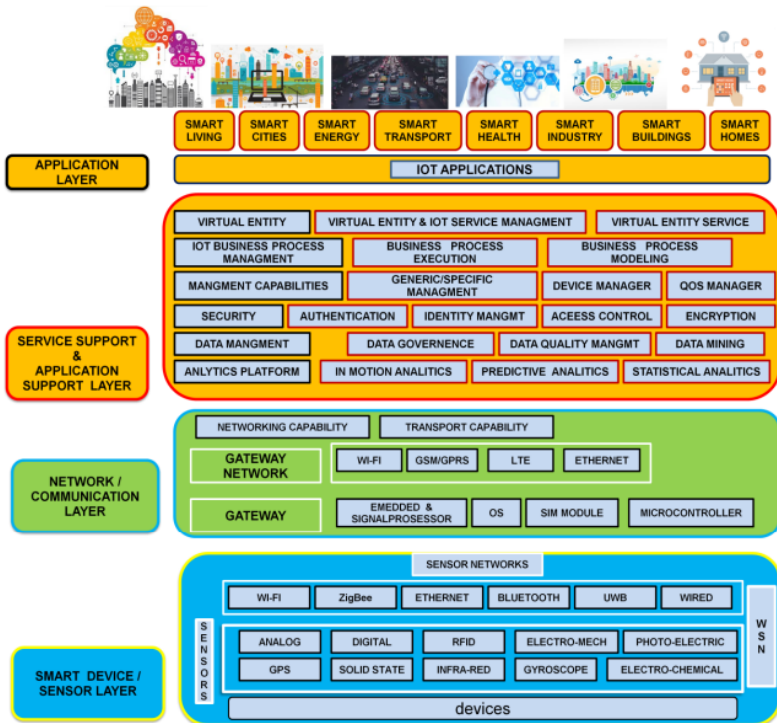 SMART LIVING
SMART CITIES
SMART ENERGY
SMART TRANSPORT
SMART HEALTH
SMART INDUSTRY
SMART BUILDINGS
SMART HOMES
APPLICATION LAYER
IOT APPLICATIONS
VIRTUAL ENTITY
VIRTUAL ENTITY & IOT SERVICE MANAGMENT
VIRTUAL ENTITY SERVICE
IOT BUSINESS PROCESS MANAGMENT
BUSINESS PROCESS EXECUTION
BUSINESS PROCESS MODELING
MANGMENT CAPABILITIES
GENERIC/SPECIFIC MANAGMENT
DEVICE MANAGER
QOS MANAGER
SECURITY
AUTHENTICATION
IDENTITY MANGMT
ACEESS CONTROL
ENCRYPTION
SERVICE SUPPORT & APPLICATION SUPPORT LAYER
DATA MANGMENT
DATA GOVERNENCE
DATA QUALITY MANGMT
DATA MINING
ANLYTICS PLATFORM
IN MOTION ANALITICS
PREDICTIVE ANALITICS
STATISTICAL ANALITICS
NETWORKING CAPABILITY
TRANSPORT CAPABILITY
GATEWAY NETWORK
WI-FI
GSM/GPRS
LTE
ETHERNET
NETWORK / COMMUNICATION LAYER
GATEWAY
EMEDDED & SIGNALPROSESSOR
OS
SIM MODULE
MICROCONTROLLER
SENSOR NETWORKS
WI-FI
ZigBee
ETHERNET
BLUETOOTH
UWB
WIRED
WSN
SENSORS
ANALOG
DIGITAL
RFID
ELECTRO-MECH
PHOTO-ELECTRIC
SMART DEVICE / SENSOR LAYER
GPS
SOLID STATE
INFRA-RED
GYROSCOPE
ELECTRO-CHEMICAL
devices